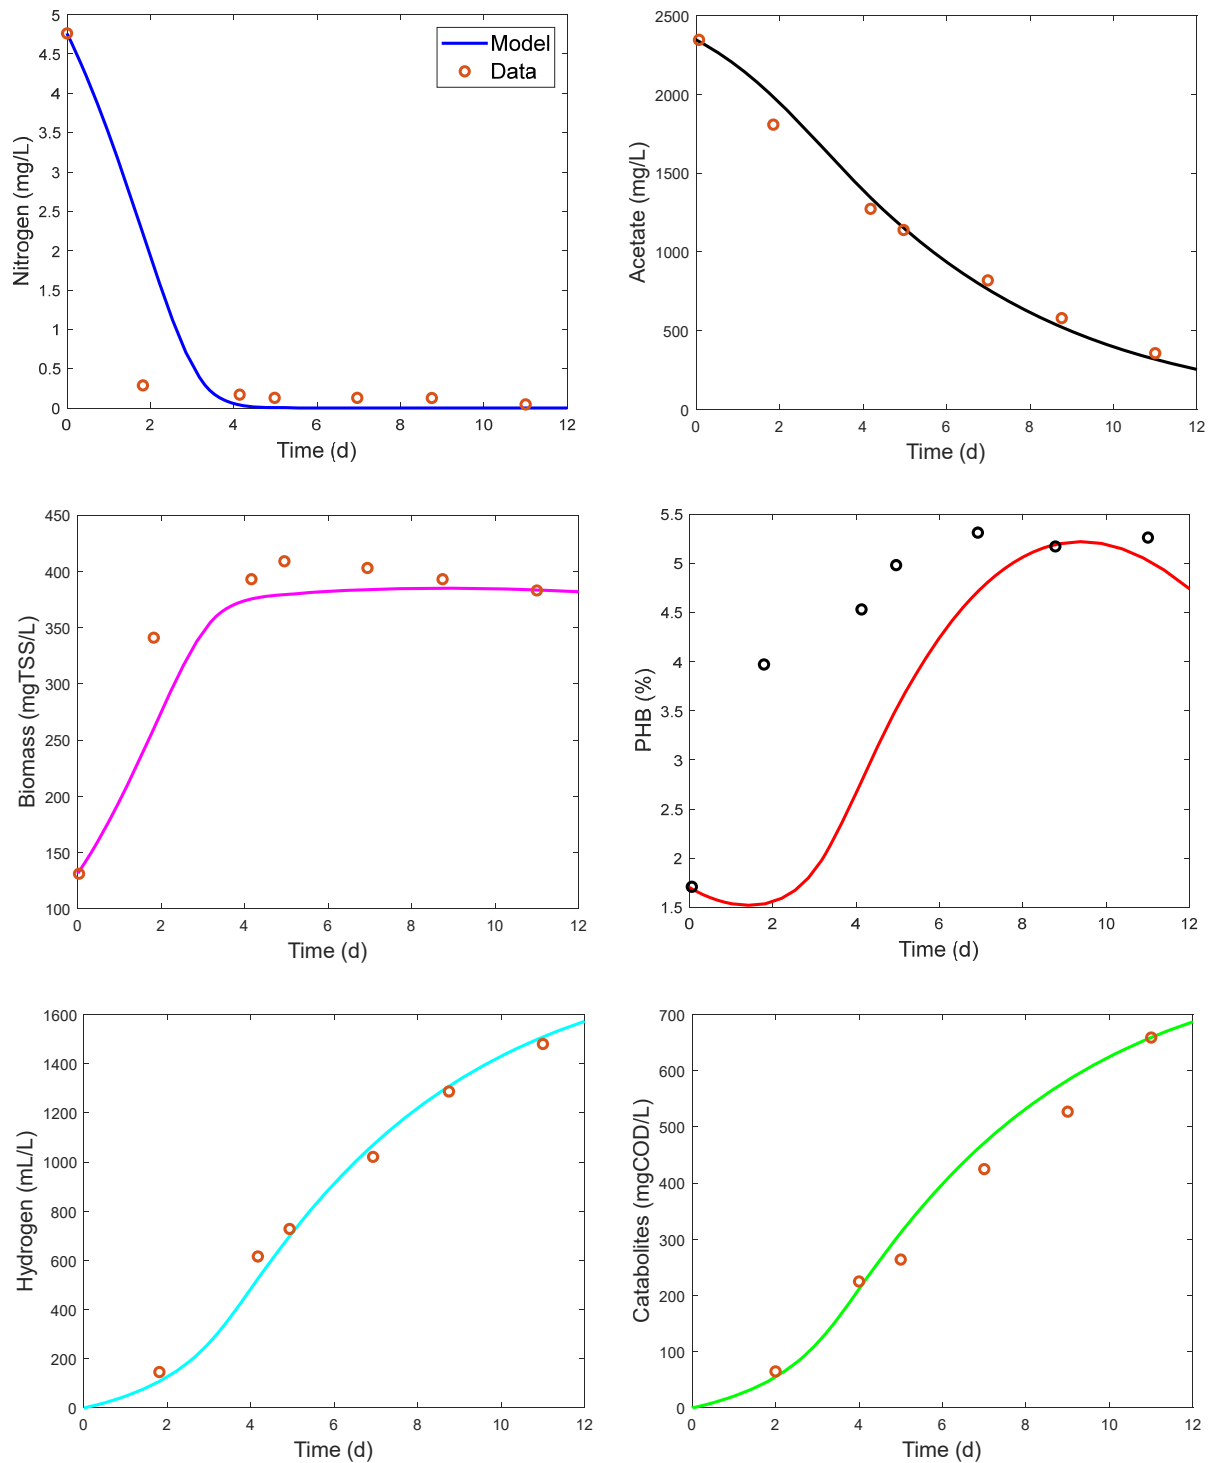 5
4.5
4
3.5
3
2.5
2
1.5
1
0.5
0
Nitrogen (mg/L)
Model
Data
0 2 4 6 8 10 12
Time (d)
2500
2000
1500
1000
500
0
Acetate (mg/L)
0 2 4 6 8 10 12
Time (d)
450
400
350
300
250
200
150
100
Biomass (mgTSS/L)
0 2 4 6 8 10 12
Time (d)
5.5
5
4.5
4
3.5
3
2.5
2
1.5
PHB (%)
0 2 4 6 8 10 12
Time (d)
1600
1400
1200
1000
800
600
400
200
0
Hydrogen (mL/L)
0 2 4 6 8 10 12
Time (d)
700
600
500
400
300
200
100
0
Catabolites (mgCOD/L)
0 2 4 6 8 10 12
Time (d)